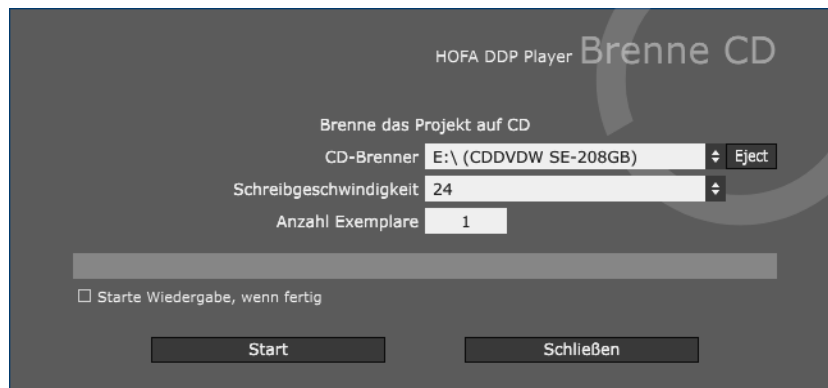 HOFA DDP Player Brenne CD
Brenne das Projekt auf CD
CD-Brenner E:\ (CDDVDW SE-208GB) Eject
Schreibgeschwindigkeit 24
Anzahl Exemplare 1
Starte Wiedergabe, wenn fertig
Start Schließen